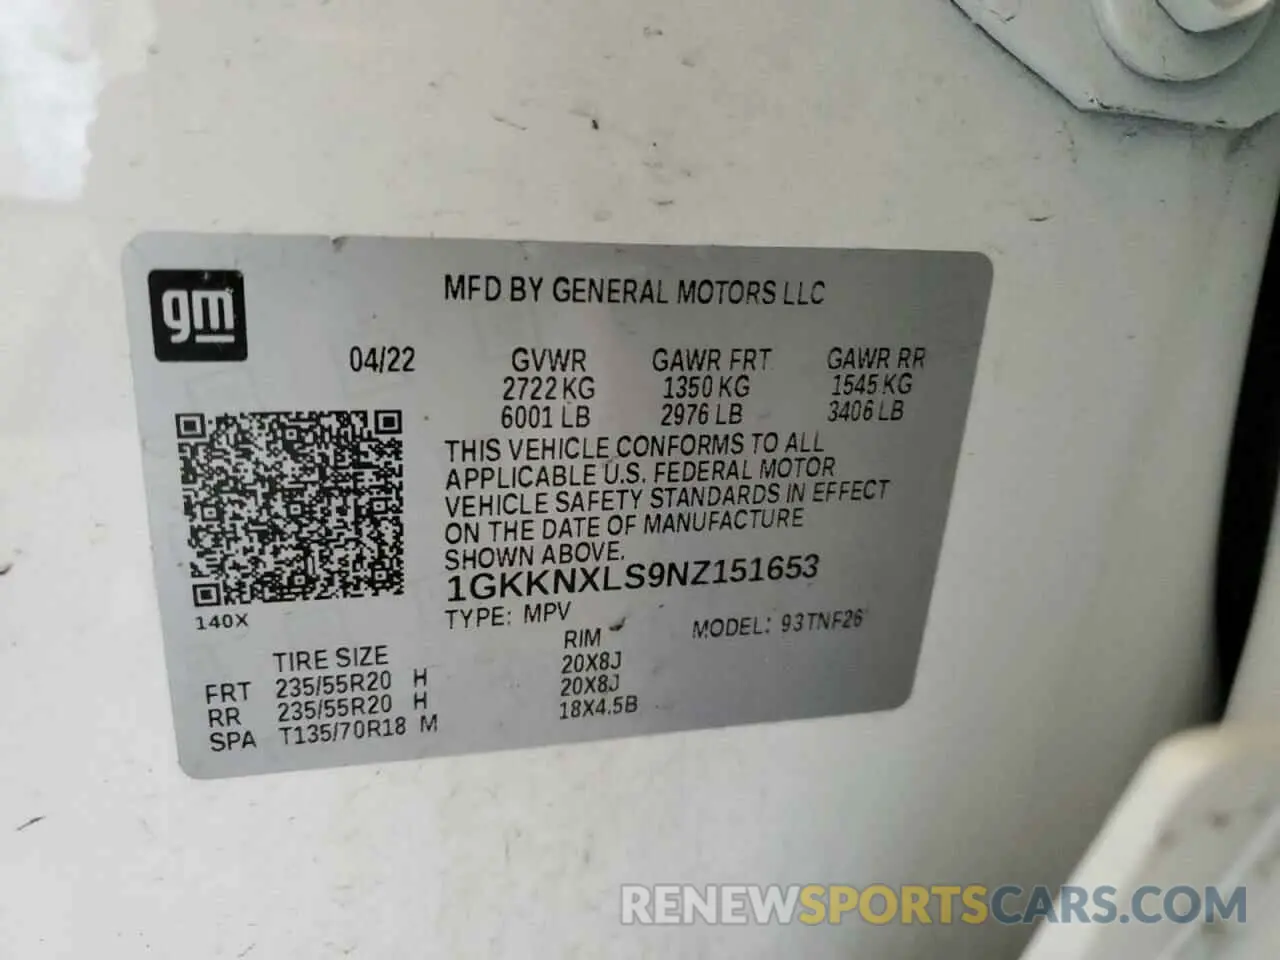 gm
MFD BY GENERAL MOTORS LLC
04/22 GVWR GAWR FRT GAWR RR
2722 KG 1350 KG 1545 KG
6001 LB 2976 LB 3406 LB
THIS VEHICLE CONFORMS TO ALL
APPLICABLE U.S. FEDERAL MOTOR
VEHICLE SAFETY STANDARDS IN EFFECT
ON THE DATE OF MANUFACTURE
SHOWN ABOVE.
1GKKNXLS9NZ151653
140X
TYPE: MPV MODEL: 93TNF26
TIRE SIZE RIM
FRT 235/55R20 H 20X8J
RR 235/55R20 H 20X8J
SPA T135/70R18 M 18X4.5B
RENEWSPORTSCARS.COM